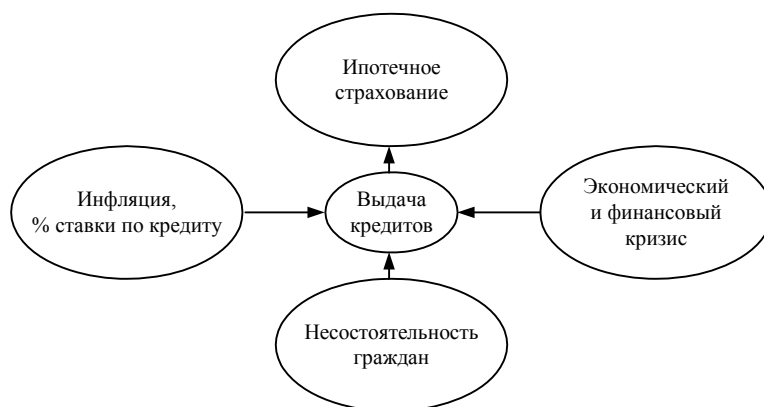 Ипотечное
страхование
Инфляция,
% ставки по кредиту
Выдача
кредитов
Экономический
и финансовый
кризис
Несостоятельность
граждан